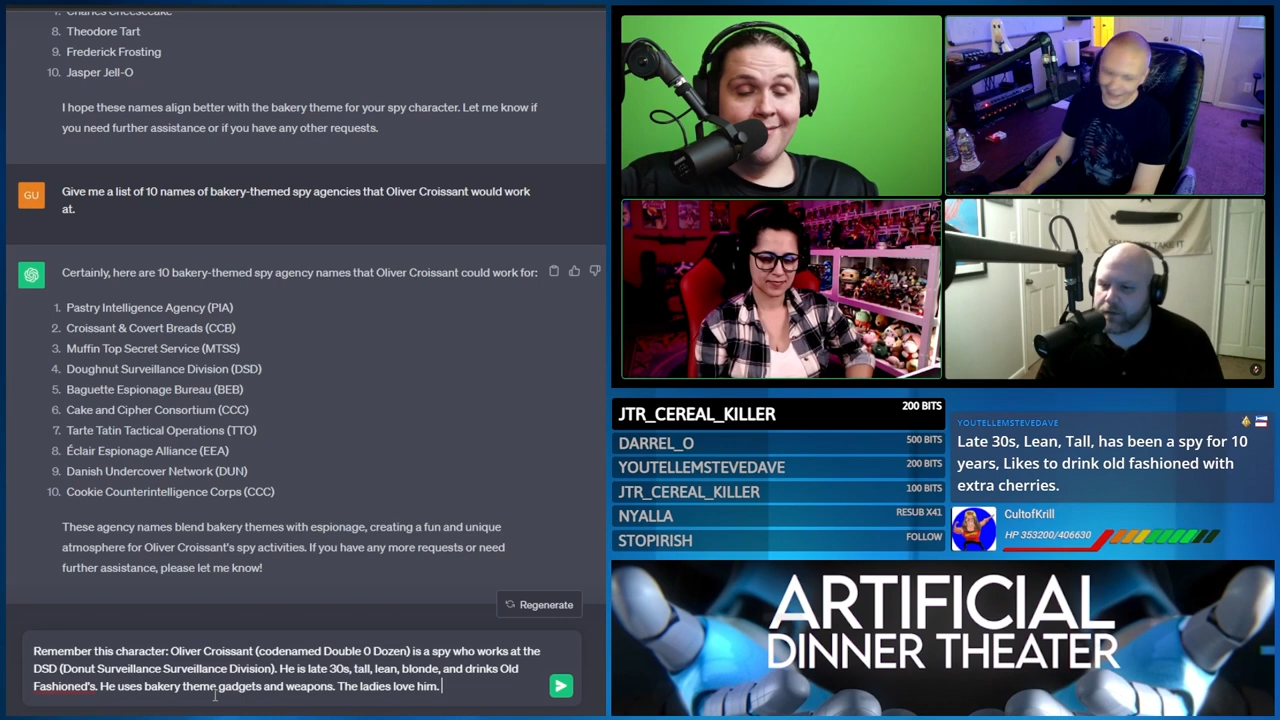 7. Charles Cheesecake
8. Theodore Tart
9. Frederick Frosting
10. Jasper Jell-O
I hope these names align better with the bakery theme for your spy character. Let me know if
you need further assistance or if you have any other requests.
GU
Give me a list of 10 names of bakery-themed spy agencies that Oliver Croissant would work
at.
Certainly, here are 10 bakery-themed spy agency names that Oliver Croissant could work for:
1. Pastry Intelligence Agency (PIA)
2. Croissant & Covert Breads (CCB)
3. Muffin Top Secret Service (MTSS)
4. Doughnut Surveillance Division (DSD)
5. Baguette Espionage Bureau (BEB)
6. Cake and Cipher Consortium (CCC)
7. Tarte Tatin Tactical Operations (TTO)
8. Éclair Espionage Alliance (EEA)
9. Danish Undercover Network (DUN)
10. Cookie Counterintelligence Corps (CCC)
These agency names blend bakery themes with espionage, creating a fun and unique
atmosphere for Oliver Croissant's spy activities. If you have any more requests or need
further assistance, please let me know!
Regenerate
Remember this character: Oliver Croissant (codenamed Double 0 Dozen) is a spy who works at the
DSD (Donut Surveillance Surveillance Division). He is late 30s, tall, lean, blonde, and drinks Old
Fashioned's. He uses bakery theme gadgets and weapons. The ladies love him.
JTR_CEREAL_KILLER 200 BITS
DARREL_O 500 BITS
YOUTELLEMSTEVEDAVE 200 BITS
JTR_CEREAL_KILLER 100 BITS
NYALLA RESUB X41
STOPIRISH FOLLOW
YOUTELLEMSTEVEDAVE
Late 30s, Lean, Tall, has been a spy for 10
years, Likes to drink old fashioned with
extra cherries.
CultofKrill
HP 353200/406630
ARTIFICIAL
DINNER THEATER